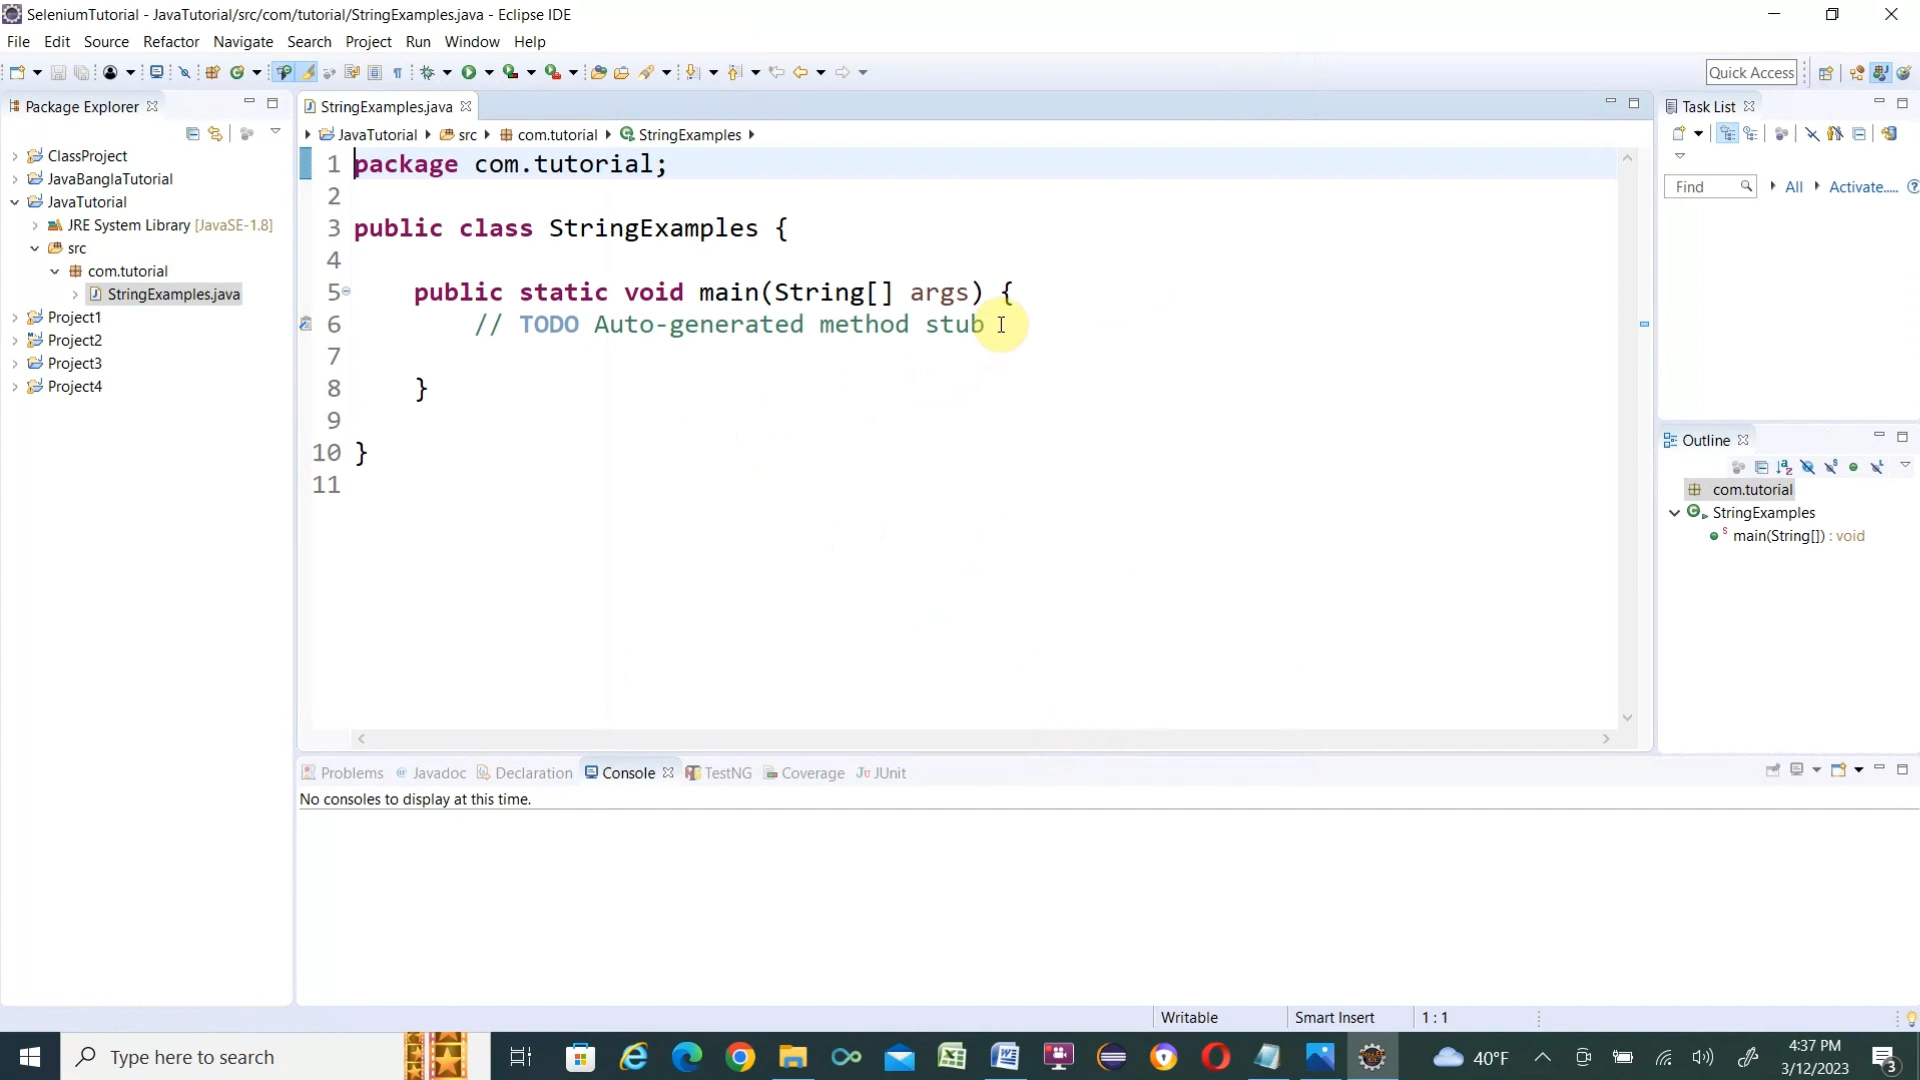 SeleniumTutorial - JavaTutorial/src/com/tutorial/StringExamples.java - Eclipse IDE
File Edit Source Refactor Navigate Search Project Run Window Help
Quick Access
Package Explorer
ClassProject
JavaBanglaTutorial
JavaTutorial
JRE System Library [JavaSE-1.8]
src
com.tutorial
StringExamples.java
Project1
Project2
Project3
Project4
StringExamples.java
JavaTutorial src com.tutorial StringExamples
1 package com.tutorial;
2
3 public class StringExamples {
4
5 public static void main(String[] args) {
6 // TODO Auto-generated method stub
7
8 }
9
10 }
11
Task List
Find All Activate....
Outline
com.tutorial
StringExamples
main(String[]) : void
Problems Javadoc Declaration Console TestNG Coverage JUnit
No consoles to display at this time.
Writable Smart Insert 1 : 1
Type here to search
40°F
4:37 PM
3/12/2023
3